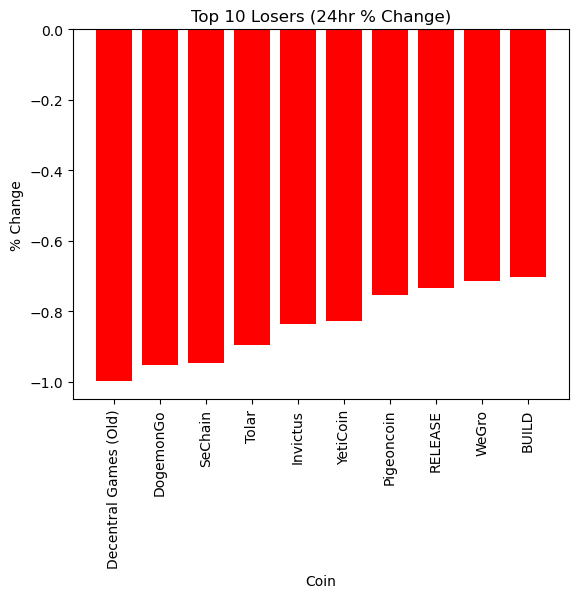 Top 10 Losers (24hr % Change)
% Change
0.0
−0.2
−0.4
−0.6
−0.8
−1.0
Decentral Games (Old)
DogemonGo
SeChain
Tolar
Invictus
YetiCoin
Pigeoncoin
RELEASE
WeGro
BUILD
Coin